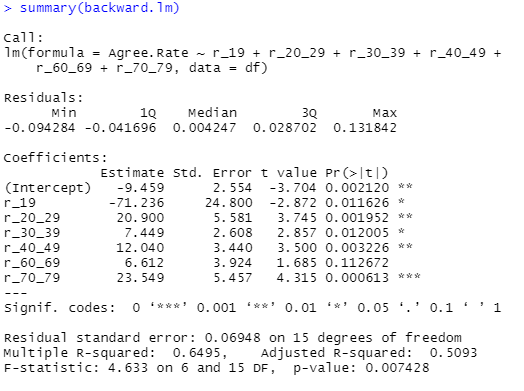 > summary(backward.lm)
Call:
lm(formula = Agree.Rate ~ r_19 + r_20_29 + r_30_39 + r_40_49 +
    r_60_69 + r_70_79, data = df)
Residuals:
      Min        1Q    Median        3Q       Max
-0.094284 -0.041696  0.004247  0.028702  0.131842
Coefficients:
            Estimate Std. Error t value Pr(>|t|)
(Intercept)   -9.459      2.554  -3.704 0.002120 **
r_19         -71.236     24.800  -2.872 0.011626 *
r_20_29       20.900      5.581   3.745 0.001952 **
r_30_39        7.449      2.608   2.857 0.012005 *
r_40_49       12.040      3.440   3.500 0.003226 **
r_60_69        6.612      3.924   1.685 0.112672
r_70_79       23.549      5.457   4.315 0.000613 ***
---
Signif. codes:  0 ‘***’ 0.001 ‘**’ 0.01 ‘*’ 0.05 ‘.’ 0.1 ‘ ’ 1
Residual standard error: 0.06948 on 15 degrees of freedom
Multiple R-squared:  0.6495,    Adjusted R-squared:  0.5093
F-statistic: 4.633 on 6 and 15 DF,  p-value: 0.007428